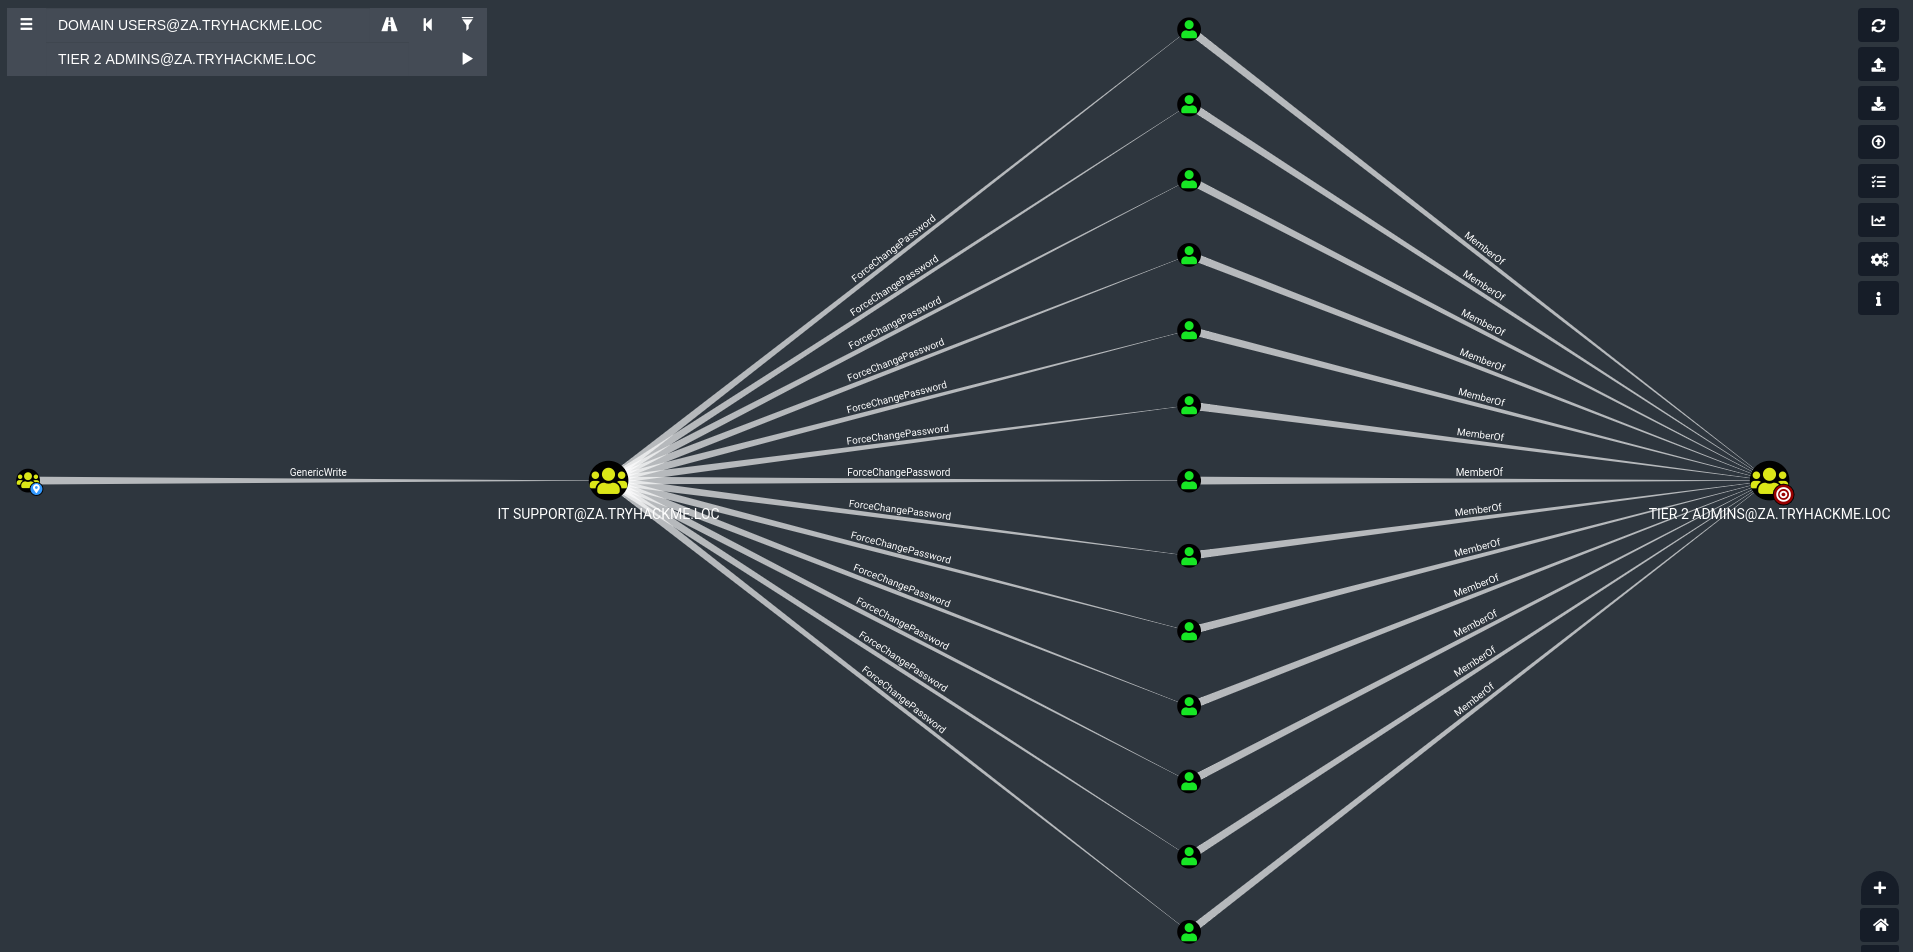 DOMAIN USERS@ZA.TRYHACKME.LOC
TIER 2 ADMINS@ZA.TRYHACKME.LOC
ForceChangePassword
MemberOf
ForceChangePassword
MemberOf
ForceChangePassword
MemberOf
ForceChangePassword
MemberOf
ForceChangePassword
MemberOf
ForceChangePassword
MemberOf
GenericWrite
ForceChangePassword
MemberOf
IT SUPPORT@ZA.TRYHACKME.LOC
ForceChangePassword
MemberOf
TIER 2 ADMINS@ZA.TRYHACKME.LOC
ForceChangePassword
MemberOf
ForceChangePassword
MemberOf
ForceChangePassword
MemberOf
ForceChangePassword
MemberOf
ForceChangePassword
MemberOf